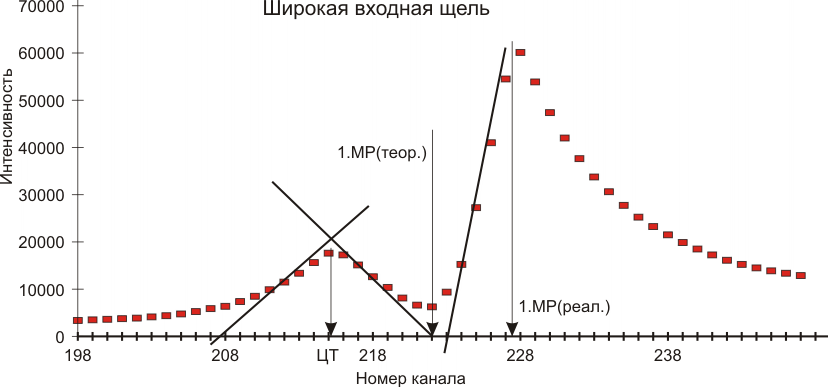 Широкая входная щель
70000
60000
50000
40000
30000
20000
10000
0
Интенсивность
1.МР(теор.)
1.МР(реал.)
198
208
ЦТ
218
228
238
Номер канала